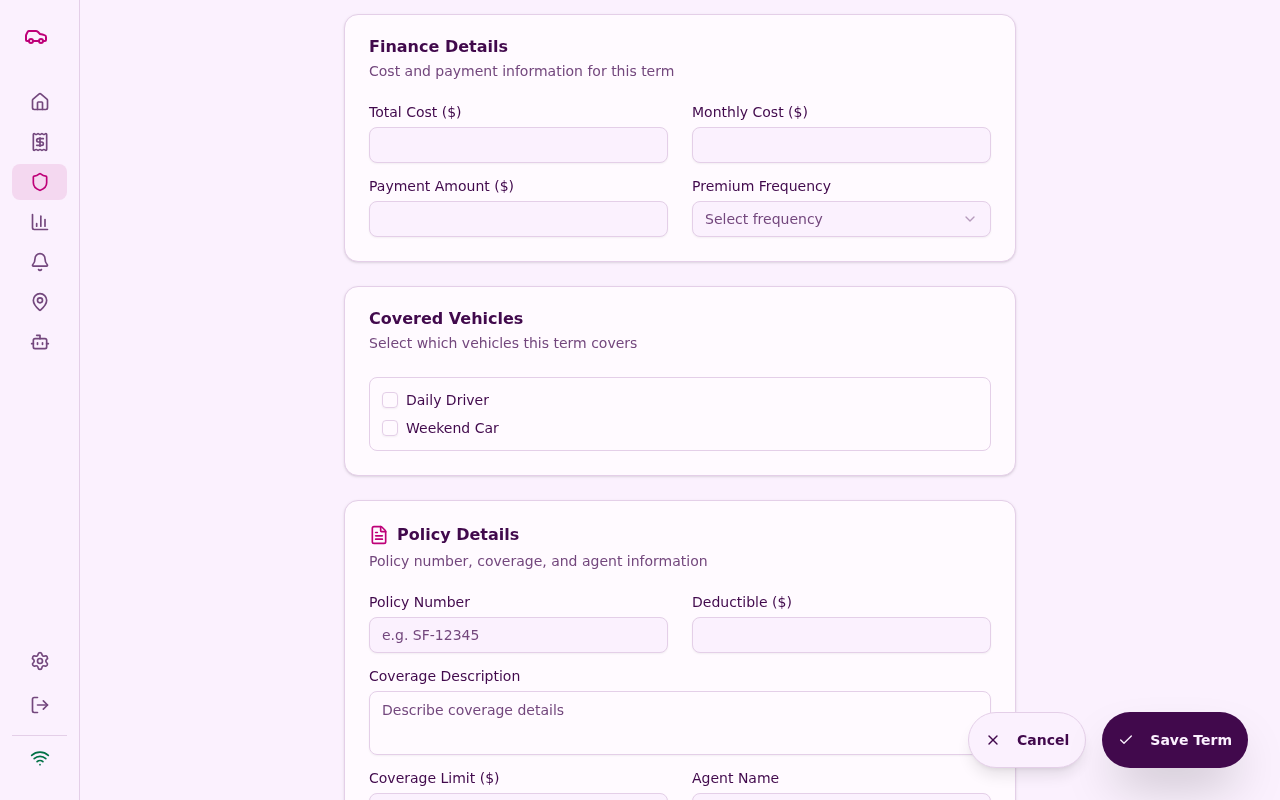 Finance Details
Cost and payment information for this term
Total Cost ($)
Monthly Cost ($)
Payment Amount ($)
Premium Frequency
Select frequency
Covered Vehicles
Select which vehicles this term covers
Daily Driver
Weekend Car
Policy Details
Policy number, coverage, and agent information
Policy Number
Deductible ($)
e.g. SF-12345
Coverage Description
Describe coverage details
Cancel
Save Term
Coverage Limit ($)
Agent Name